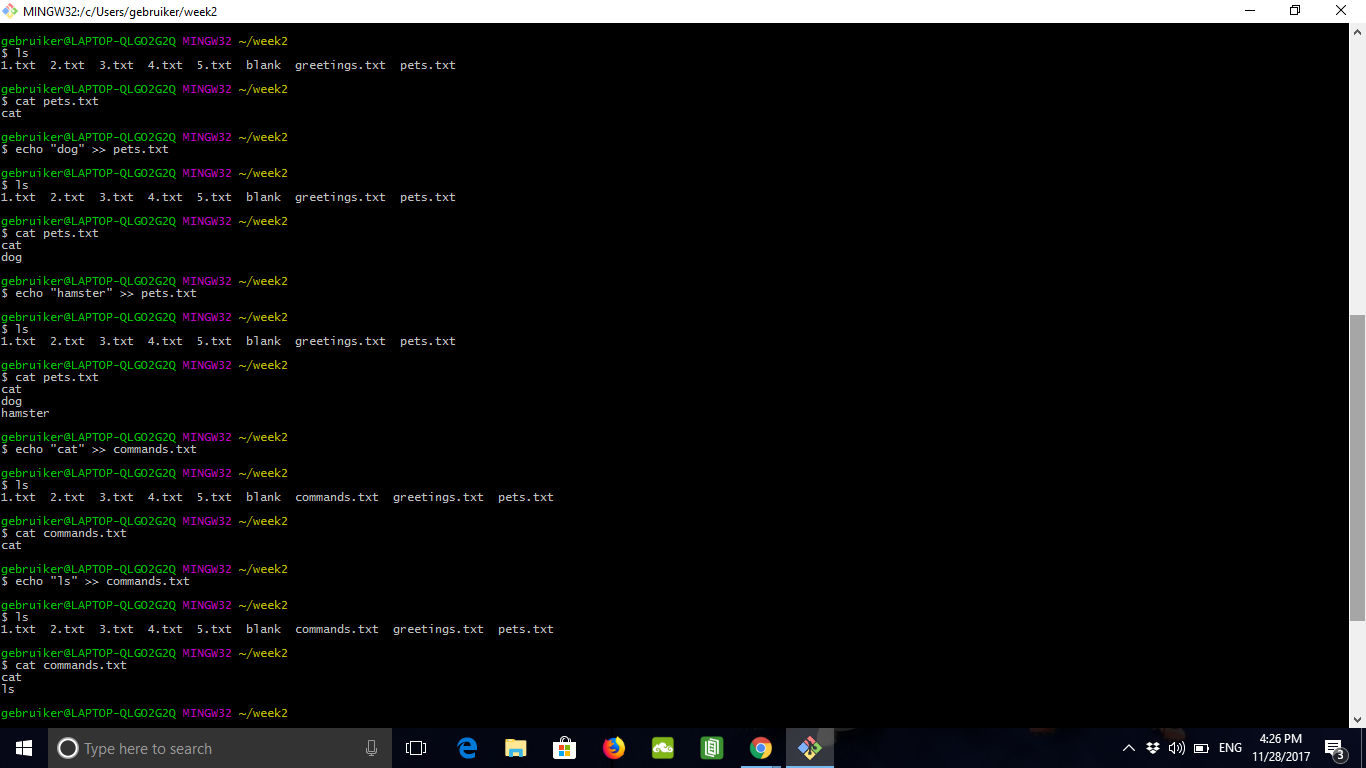 MINGW32:/c/Users/gebruiker/week2
gebruiker@LAPTOP-QLGO2G2Q MINGW32 ~/week2
$ ls
1.txt  2.txt  3.txt  4.txt  5.txt  blank  greetings.txt  pets.txt
gebruiker@LAPTOP-QLGO2G2Q MINGW32 ~/week2
$ cat pets.txt
cat
gebruiker@LAPTOP-QLGO2G2Q MINGW32 ~/week2
$ echo "dog" >> pets.txt
gebruiker@LAPTOP-QLGO2G2Q MINGW32 ~/week2
$ ls
1.txt  2.txt  3.txt  4.txt  5.txt  blank  greetings.txt  pets.txt
gebruiker@LAPTOP-QLGO2G2Q MINGW32 ~/week2
$ cat pets.txt
cat
dog
gebruiker@LAPTOP-QLGO2G2Q MINGW32 ~/week2
$ echo "hamster" >> pets.txt
gebruiker@LAPTOP-QLGO2G2Q MINGW32 ~/week2
$ ls
1.txt  2.txt  3.txt  4.txt  5.txt  blank  greetings.txt  pets.txt
gebruiker@LAPTOP-QLGO2G2Q MINGW32 ~/week2
$ cat pets.txt
cat
dog
hamster
gebruiker@LAPTOP-QLGO2G2Q MINGW32 ~/week2
$ echo "cat" >> commands.txt
gebruiker@LAPTOP-QLGO2G2Q MINGW32 ~/week2
$ ls
1.txt  2.txt  3.txt  4.txt  5.txt  blank  commands.txt  greetings.txt  pets.txt
gebruiker@LAPTOP-QLGO2G2Q MINGW32 ~/week2
$ cat commands.txt
cat
gebruiker@LAPTOP-QLGO2G2Q MINGW32 ~/week2
$ echo "ls" >> commands.txt
gebruiker@LAPTOP-QLGO2G2Q MINGW32 ~/week2
$ ls
1.txt  2.txt  3.txt  4.txt  5.txt  blank  commands.txt  greetings.txt  pets.txt
gebruiker@LAPTOP-QLGO2G2Q MINGW32 ~/week2
$ cat commands.txt
cat
ls
gebruiker@LAPTOP-QLGO2G2Q MINGW32 ~/week2
Type here to search
ENG
4:26 PM
11/28/2017
3